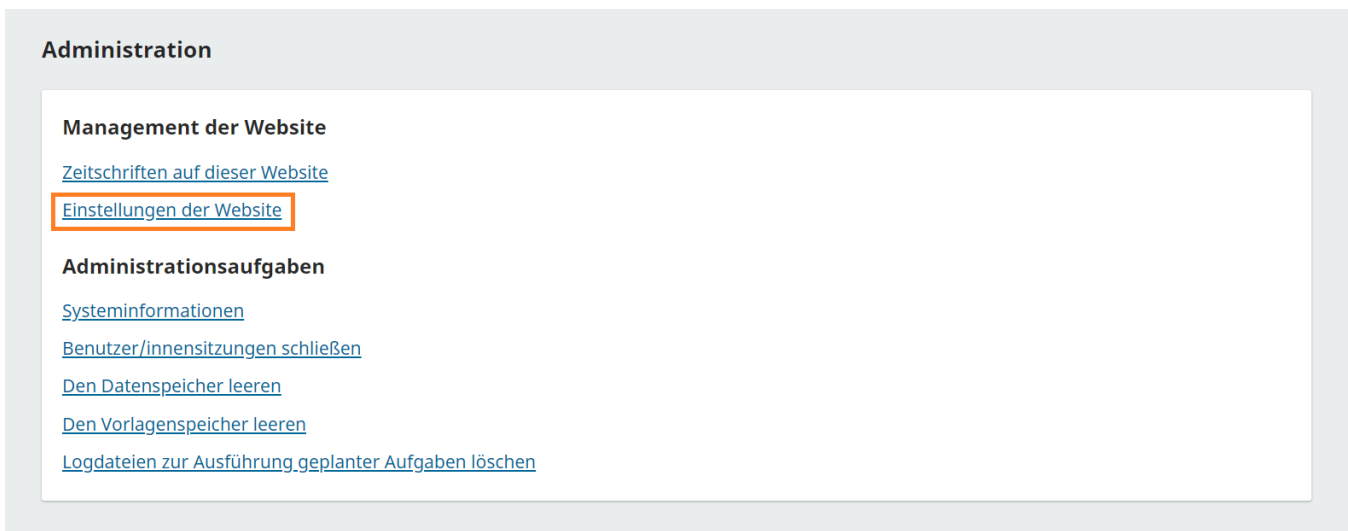 Administration
Management der Website
Zeitschriften auf dieser Website
Einstellungen der Website
Administrationsaufgaben
Systeminformationen
Benutzer/innensitzungen schließen
Den Datenspeicher leeren
Den Vorlagenspeicher leeren
Logdateien zur Ausführung geplanter Aufgaben löschen